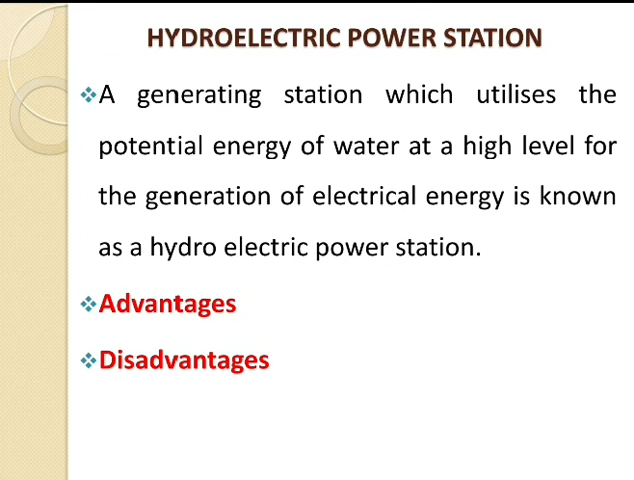 HYDROELECTRIC POWER STATION
A generating station which utilises the
potential energy of water at a high level for
the generation of electrical energy is known
as a hydro electric power station.
Advantages
Disadvantages